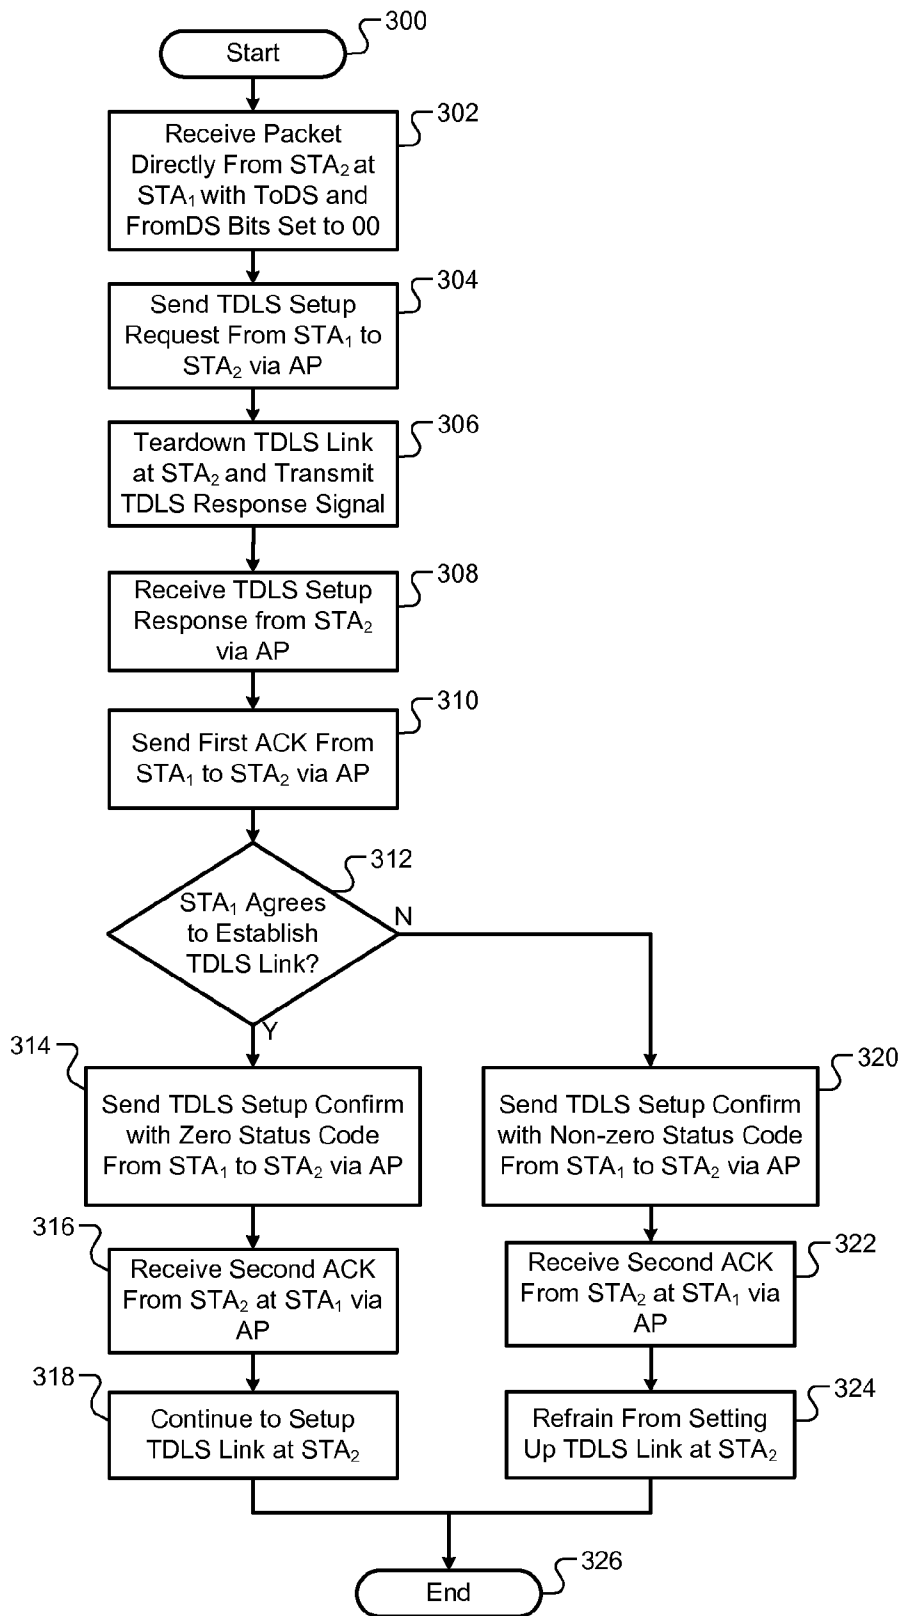 300
Start
302
Receive Packet
Directly From STA₂ at
STA₁ with ToDS and
FromDS Bits Set to 00
304
Send TDLS Setup
Request From STA₁ to
STA₂ via AP
306
Teardown TDLS Link
at STA₂ and Transmit
TDLS Response Signal
308
Receive TDLS Setup
Response from STA₂
via AP
310
Send First ACK From
STA₁ to STA₂ via AP
312
STA₁ Agrees
to Establish
TDLS Link?
N
Y
314
Send TDLS Setup Confirm
with Zero Status Code
From STA₁ to STA₂ via AP
320
Send TDLS Setup Confirm
with Non-zero Status Code
From STA₁ to STA₂ via AP
316
Receive Second ACK
From STA₂ at STA₁ via
AP
322
Receive Second ACK
From STA₂ at STA₁ via
AP
318
Continue to Setup
TDLS Link at STA₂
324
Refrain From Setting
Up TDLS Link at STA₂
326
End